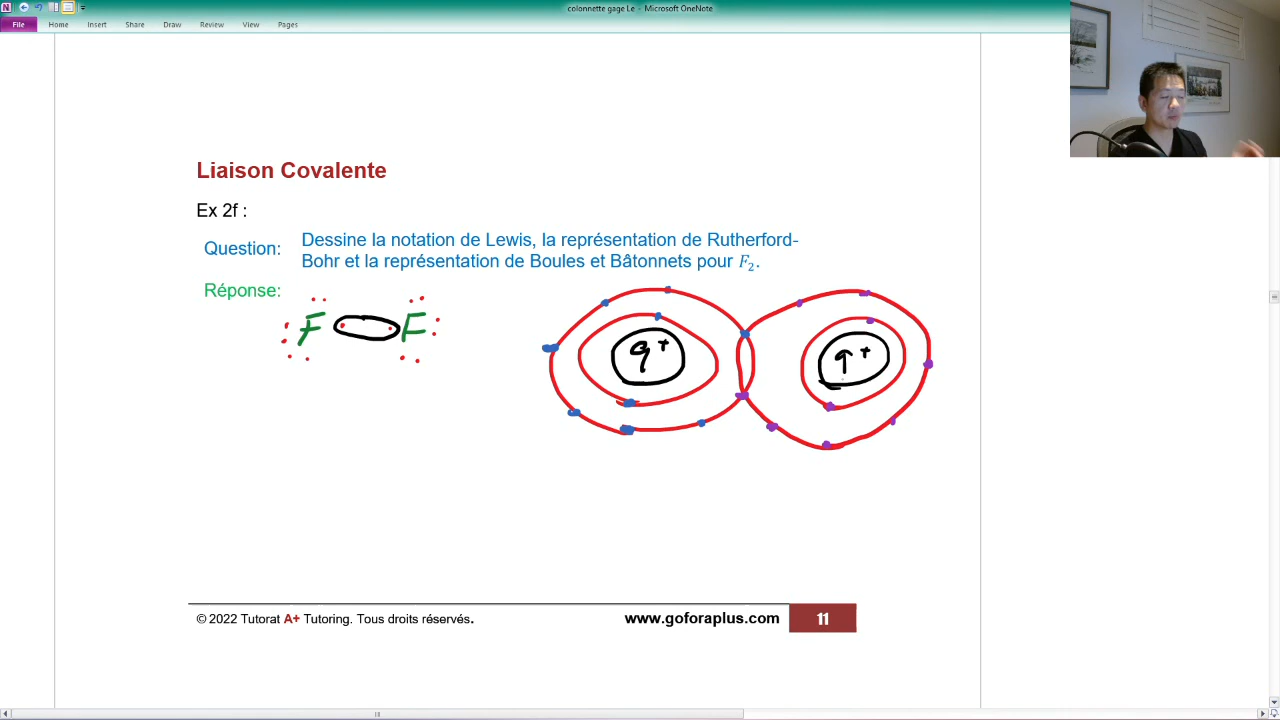 colonnette gage Le - Microsoft OneNote
File Home Insert Share Draw Review View Pages
Liaison Covalente
Ex 2f :
Question: Dessine la notation de Lewis, la représentation de Rutherford-
Bohr et la représentation de Boules et Bâtonnets pour F₂.
Réponse:
F F
9+ 9+
© 2022 Tutorat A+ Tutoring. Tous droits réservés.
www.goforaplus.com 11